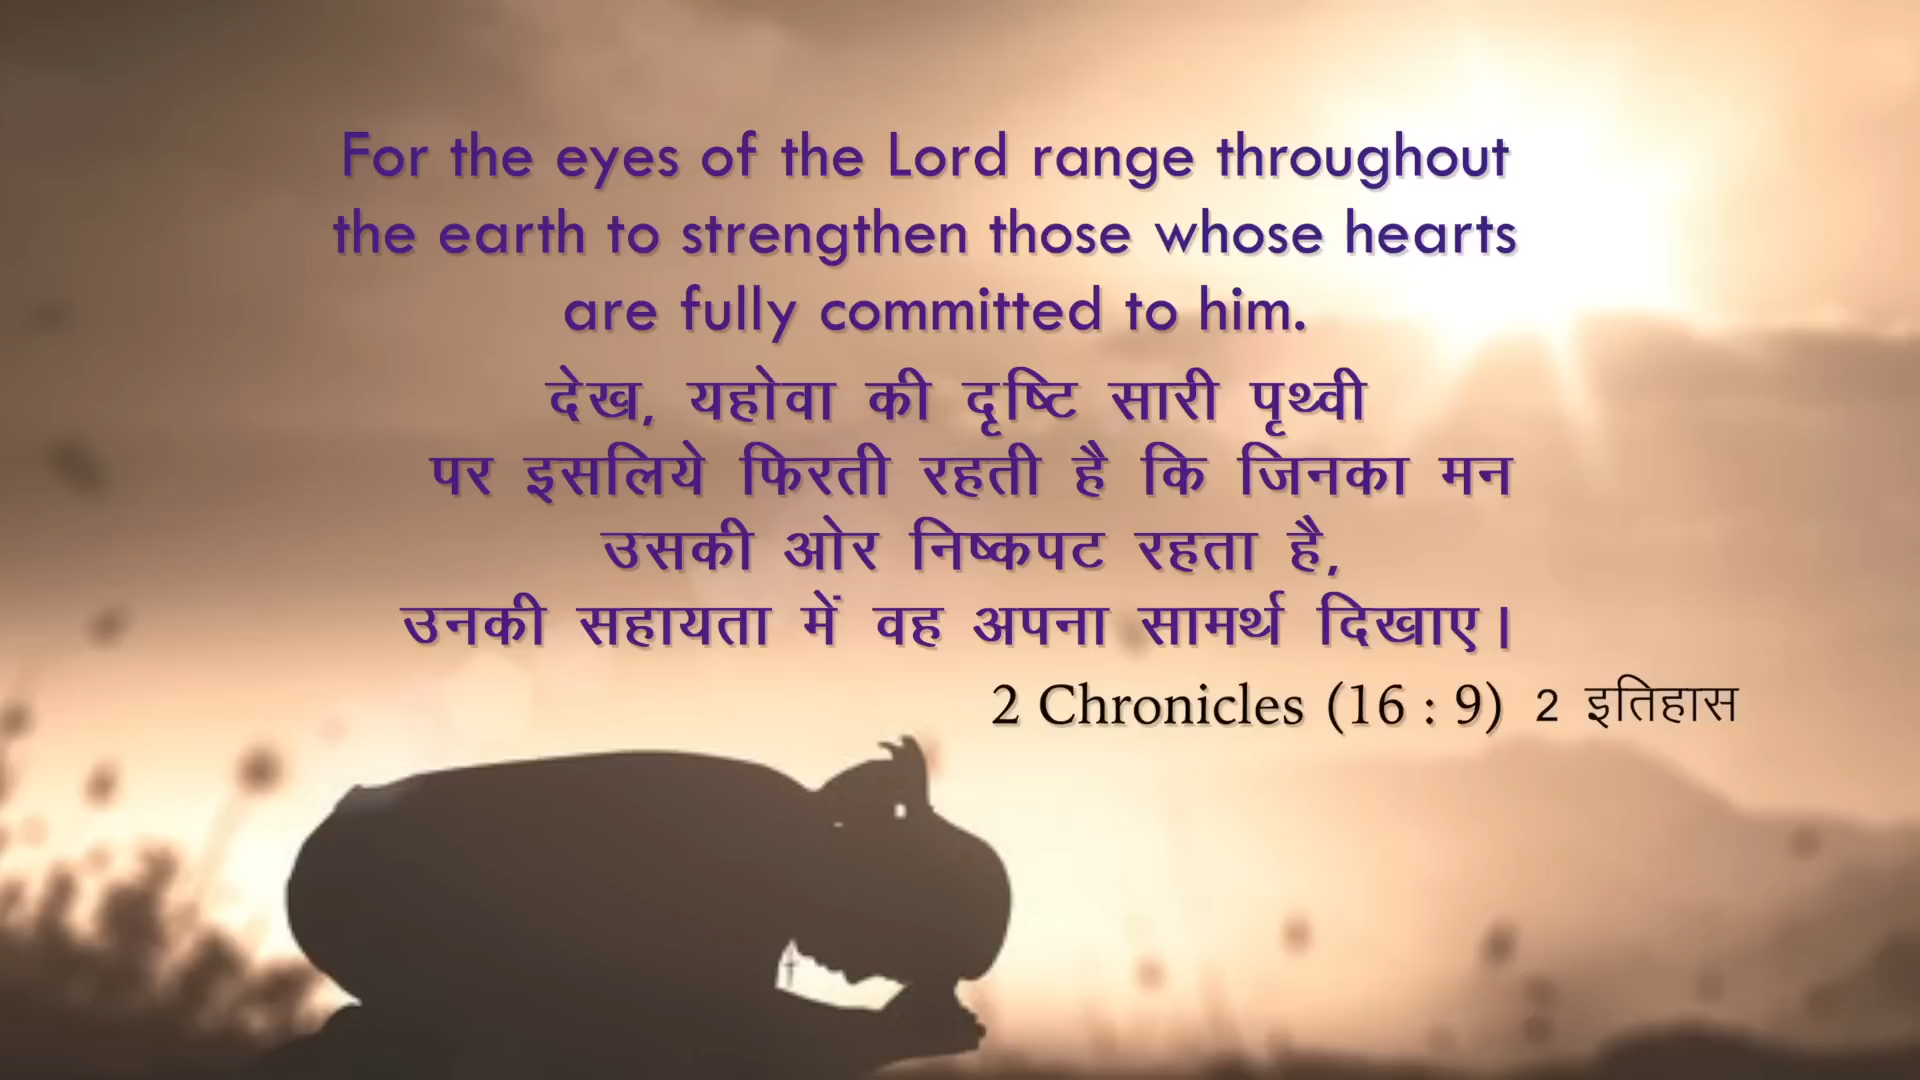 For the eyes of the Lord range throughout
the earth to strengthen those whose hearts
are fully committed to him.
देख, यहोवा की दृष्टि सारी पृथ्वी
पर इसलिये फिरती रहती है कि जिनका मन
उसकी ओर निष्कपट रहता है,
उनकी सहायता में वह अपना सामर्थ दिखाए।
2 Chronicles (16 : 9) 2 इतिहास